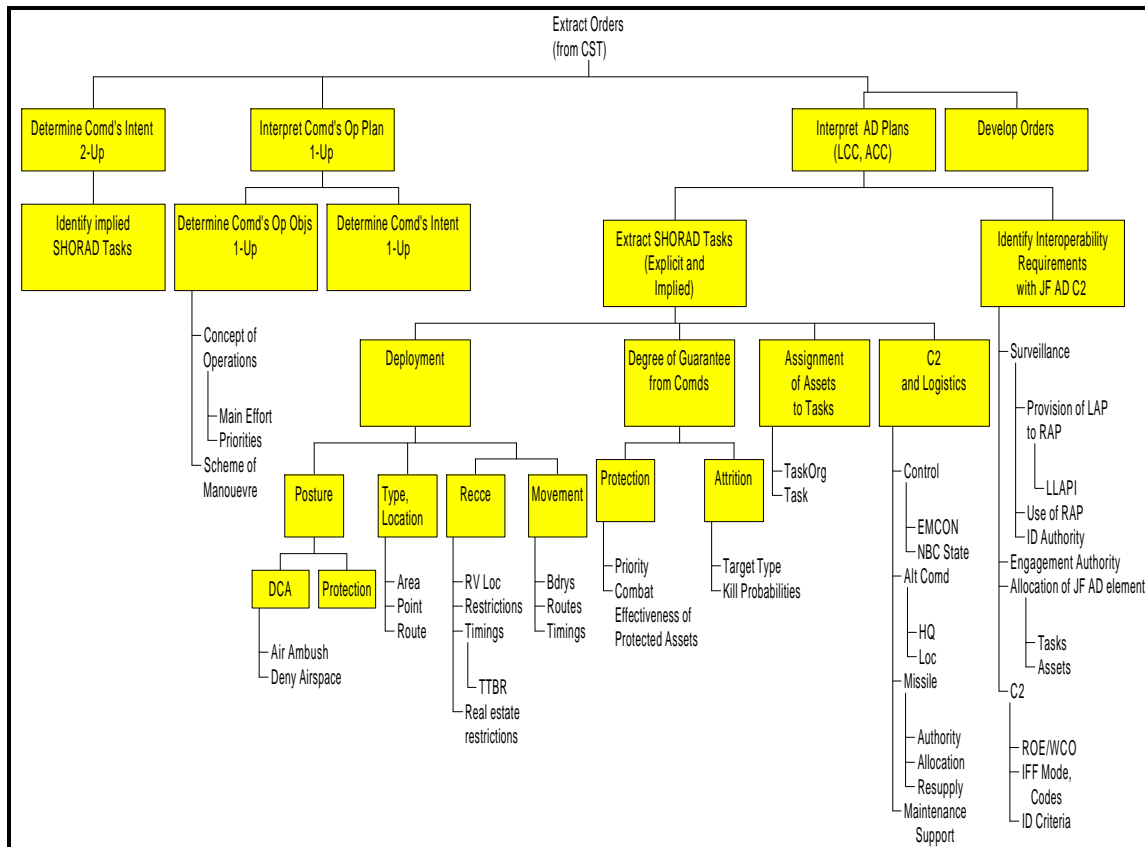 Extract Orders
(from CST)
Determine Comd's Intent
2-Up
Interpret Comd's Op Plan
1-Up
Interpret AD Plans
(LCC, ACC)
Develop Orders
Identify implied
SHORAD Tasks
Determine Comd's Op Objs
1-Up
Determine Comd's Intent
1-Up
Extract SHORAD Tasks
(Explicit and
Implied)
Identify Interoperability
Requirements
with JF AD C2
Concept of
Operations
Main Effort
Priorities
Scheme of
Manouevre
Deployment
Degree of Guarantee
from Comds
Assignment
of Assets
to Tasks
C2
and Logistics
Posture
Type,
Location
Recce
Movement
Protection
Attrition
TaskOrg
Task
DCA
Protection
Air Ambush
Deny Airspace
Area
Point
Route
RV Loc
Restrictions
Timings
TTBR
Real estate
restrictions
Bdrys
Routes
Timings
Priority
Combat
Effectiveness of
Protected Assets
Target Type
Kill Probabilities
Control
EMCON
NBC State
Alt Comd
HQ
Loc
Missile
Authority
Allocation
Resupply
Maintenance
Support
Surveillance
Provision of LAP
to RAP
LLAPI
Use of RAP
ID Authority
Engagement Authority
Allocation of JF AD element
Tasks
Assets
C2
ROE/WCO
IFF Mode,
Codes
ID Criteria